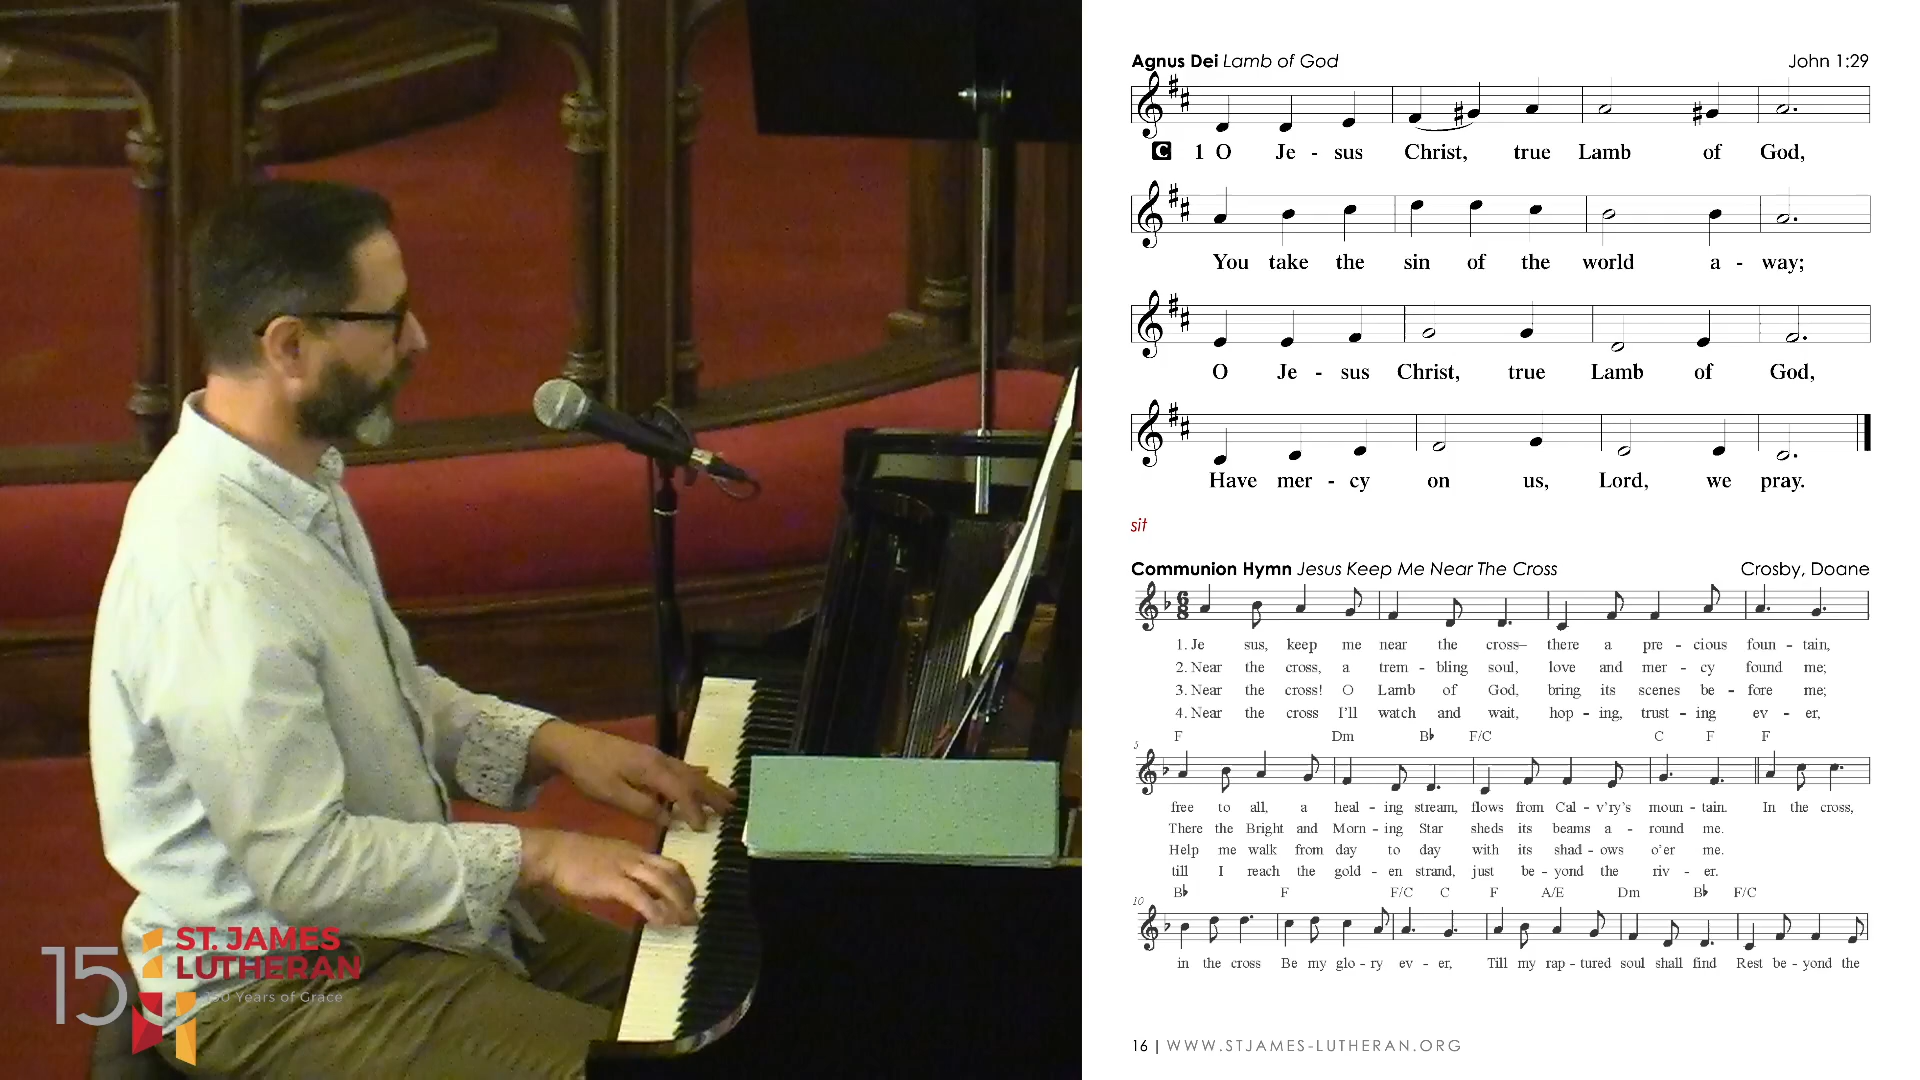 Agnus Dei Lamb of God John 1:29
C 1 O Je - sus Christ, true Lamb of God,
You take the sin of the world a - way;
O Je - sus Christ, true Lamb of God,
Have mer - cy on us, Lord, we pray.
sit
Communion Hymn Jesus Keep Me Near The Cross Crosby, Doane
6
8
1. Je sus, keep me near the cross– there a pre - cious foun - tain,
2. Near the cross, a trem - bling soul, love and mer - cy found me;
3. Near the cross! O Lamb of God, bring its scenes be - fore me;
4. Near the cross I'll watch and wait, hop - ing, trust - ing ev - er,
F Dm B♭ F/C C F F
5
free to all, a heal - ing stream, flows from Cal - v'ry's moun - tain. In the cross,
There the Bright and Morn - ing Star sheds its beams a - round me.
Help me walk from day to day with its shad - ows o'er me.
till I reach the gold - en strand, just be - yond the riv - er.
B♭ F F/C C F A/E Dm B♭ F/C
10
in the cross Be my glo - ry ev - er, Till my rap - tured soul shall find Rest be - yond the
16 | WWW.STJAMES-LUTHERAN.ORG
ST. JAMES
LUTHERAN
150 Years of Grace